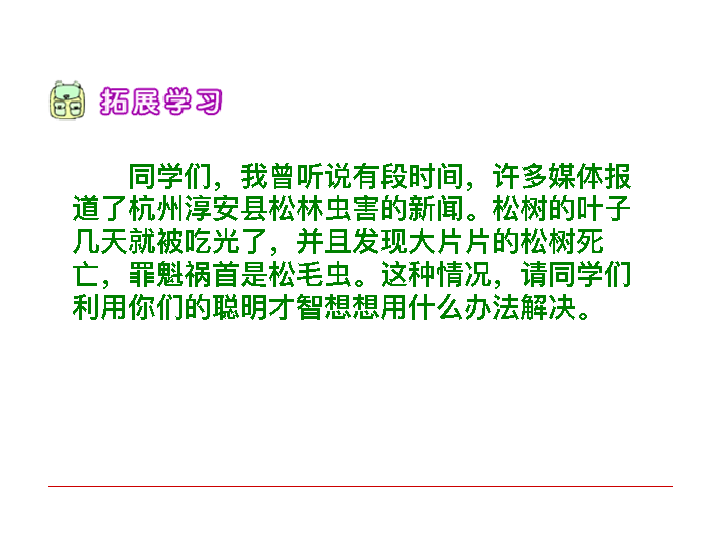 拓展学习
同学们，我曾听说有段时间，许多媒体报
道了杭州淳安县松林虫害的新闻。松树的叶子
几天就被吃光了，并且发现大片片的松树死
亡，罪魁祸首是松毛虫。这种情况，请同学们
利用你们的聪明才智想想用什么办法解决。